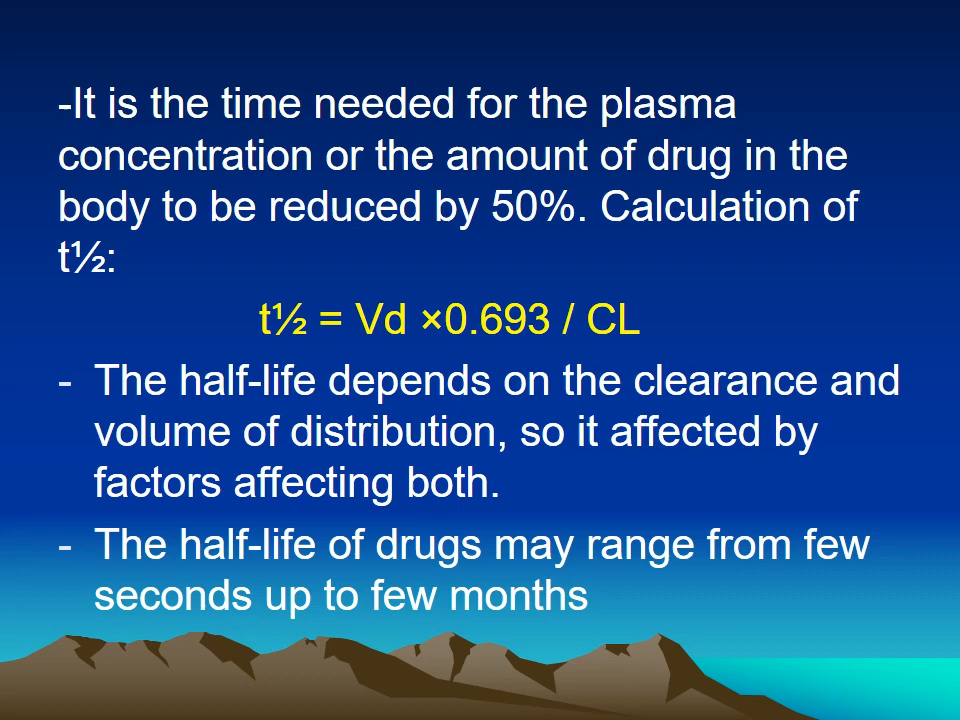 -It is the time needed for the plasma
concentration or the amount of drug in the
body to be reduced by 50%. Calculation of
t½:
t½ = Vd ×0.693 / CL
- The half-life depends on the clearance and
volume of distribution, so it affected by
factors affecting both.
- The half-life of drugs may range from few
seconds up to few months